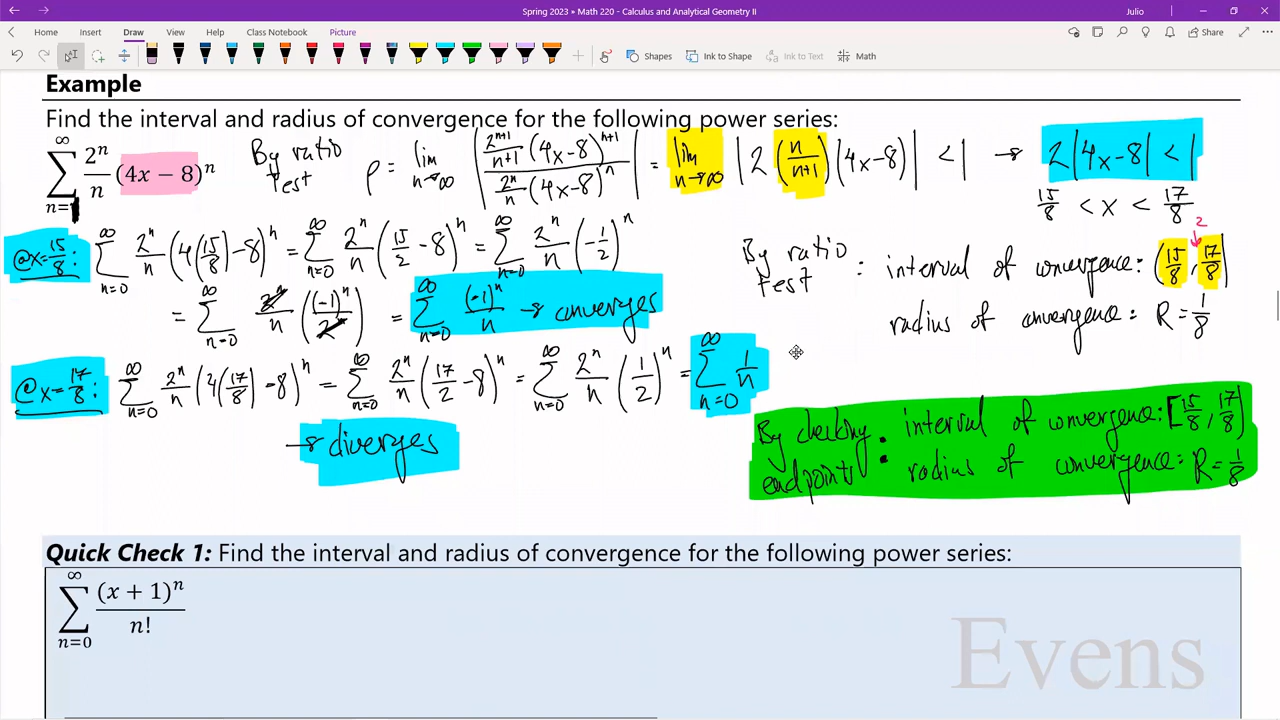 Spring 2023 » Math 220 - Calculus and Analytical Geometry II
Julio
Home Insert Draw View Help Class Notebook Picture
Share
Shapes Ink to Shape Ink to Text Math
Example
Find the interval and radius of convergence for the following power series:
∑_{n=1}^{∞} 2^n/n (4x − 8)^n By ratio test ρ = lim_{n→∞} |(2^{n+1}/(n+1) (4x−8)^{n+1})/(2^n/n (4x−8)^n)| = lim_{n→∞} |2 (n/(n+1)) (4x−8)| < 1 → 2|4x−8| < 1
15/8 < x < 17/8
@x=15/8: ∑_{n=0}^{∞} 2^n/n (4(15/8) −8)^n = ∑_{n=0}^{∞} 2^n/n (15/2 −8)^n = ∑_{n=0}^{∞} 2^n/n (−1/2)^n
2
By ratio test : interval of convergence: (15/8, 17/8)
= ∑_{n=0}^{∞} 2^n/n ((−1)^n/2^n) = ∑_{n=0}^{∞} (−1)^n/n → converges
radius of convergence: R = 1/8
@x=17/8: ∑_{n=0}^{∞} 2^n/n (4(17/8) −8)^n = ∑_{n=0}^{∞} 2^n/n (17/2 −8)^n = ∑_{n=0}^{∞} 2^n/n (1/2)^n = ∑_{n=0}^{∞} 1/n
→ diverges
By checking endpoints : interval of convergence: [15/8, 17/8)
radius of convergence: R = 1/8
Quick Check 1: Find the interval and radius of convergence for the following power series:
∑_{n=0}^{∞} (x + 1)^n/n!
Evens